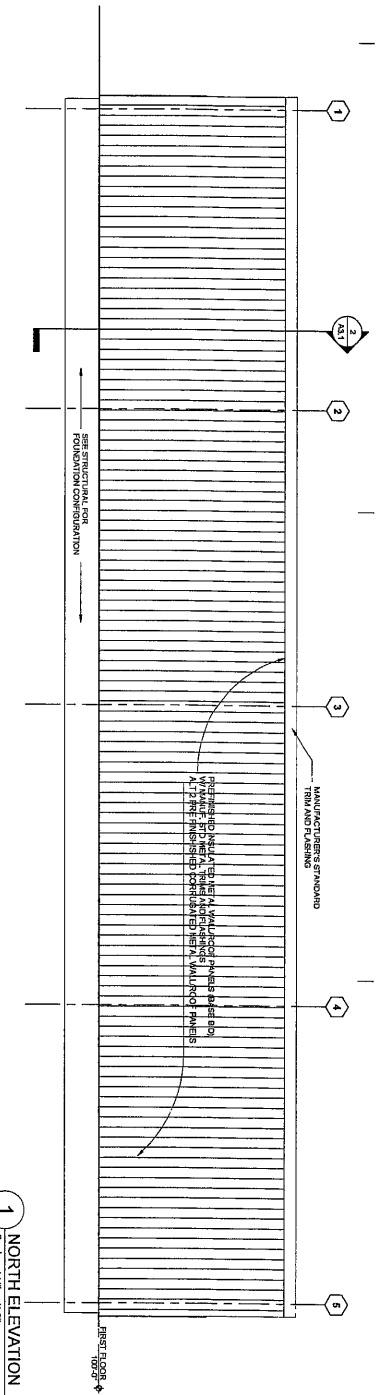 1
2
A3.1
2
SEE STRUCTURAL FOR
FOUNDATION CONFIGURATION
3
MANUFACTURER'S STANDARD
TRIM AND FLASHING
PREFINISHED INSULATED METAL WALL/ROOF PANELS (BASE BID)
W/ MANUF. STD METAL TRIMS AND FLASHINGS
ALT 2 PREFINISHISHED CORRUGATED METAL WALL/ROOF PANELS
4
5
FIRST FLOOR
100'-0"
1
NORTH ELEVATION